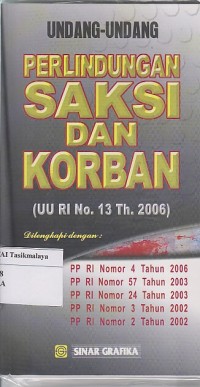 UNDANG-UNDANG
PERLINDUNGAN
SAKSI
DAN
KORBAN
(UU RI No. 13 Th. 2006)
Dilengkapi dengan :
AI Tasikmalaya
8
A
PP RI Nomor 4 Tahun 2006
PP RI Nomor 57 Tahun 2003
PP RI Nomor 24 Tahun 2003
PP RI Nomor 3 Tahun 2002
PP RI Nomor 2 Tahun 2002
SINAR GRAFIKA